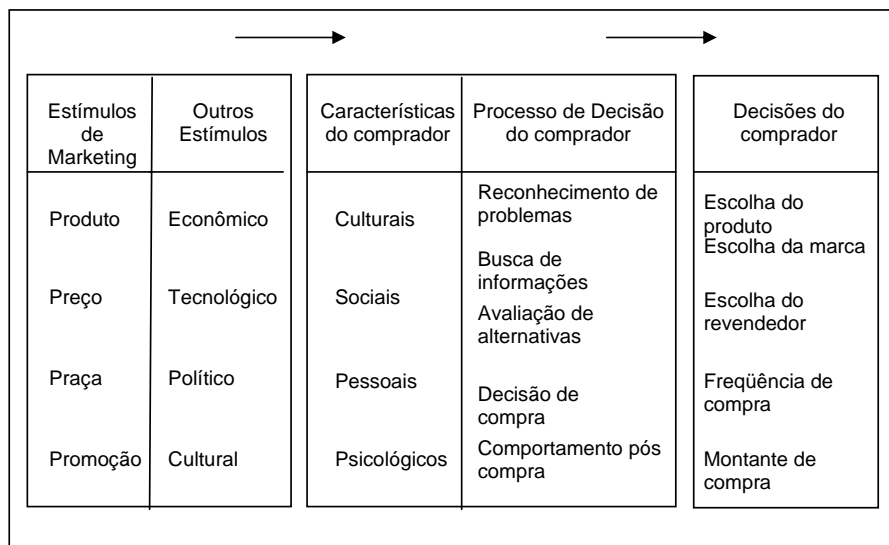 Estímulos
de
Marketing
Outros
Estímulos
Características
do comprador
Processo de Decisão
do comprador
Decisões do
comprador
Produto
Preço
Praça
Promoção
Econômico
Tecnológico
Político
Cultural
Culturais
Sociais
Pessoais
Psicológicos
Reconhecimento de
problemas
Busca de
informações
Avaliação de
alternativas
Decisão de
compra
Comportamento pós
compra
Escolha do
produto
Escolha da marca
Escolha do
revendedor
Freqüência de
compra
Montante de
compra